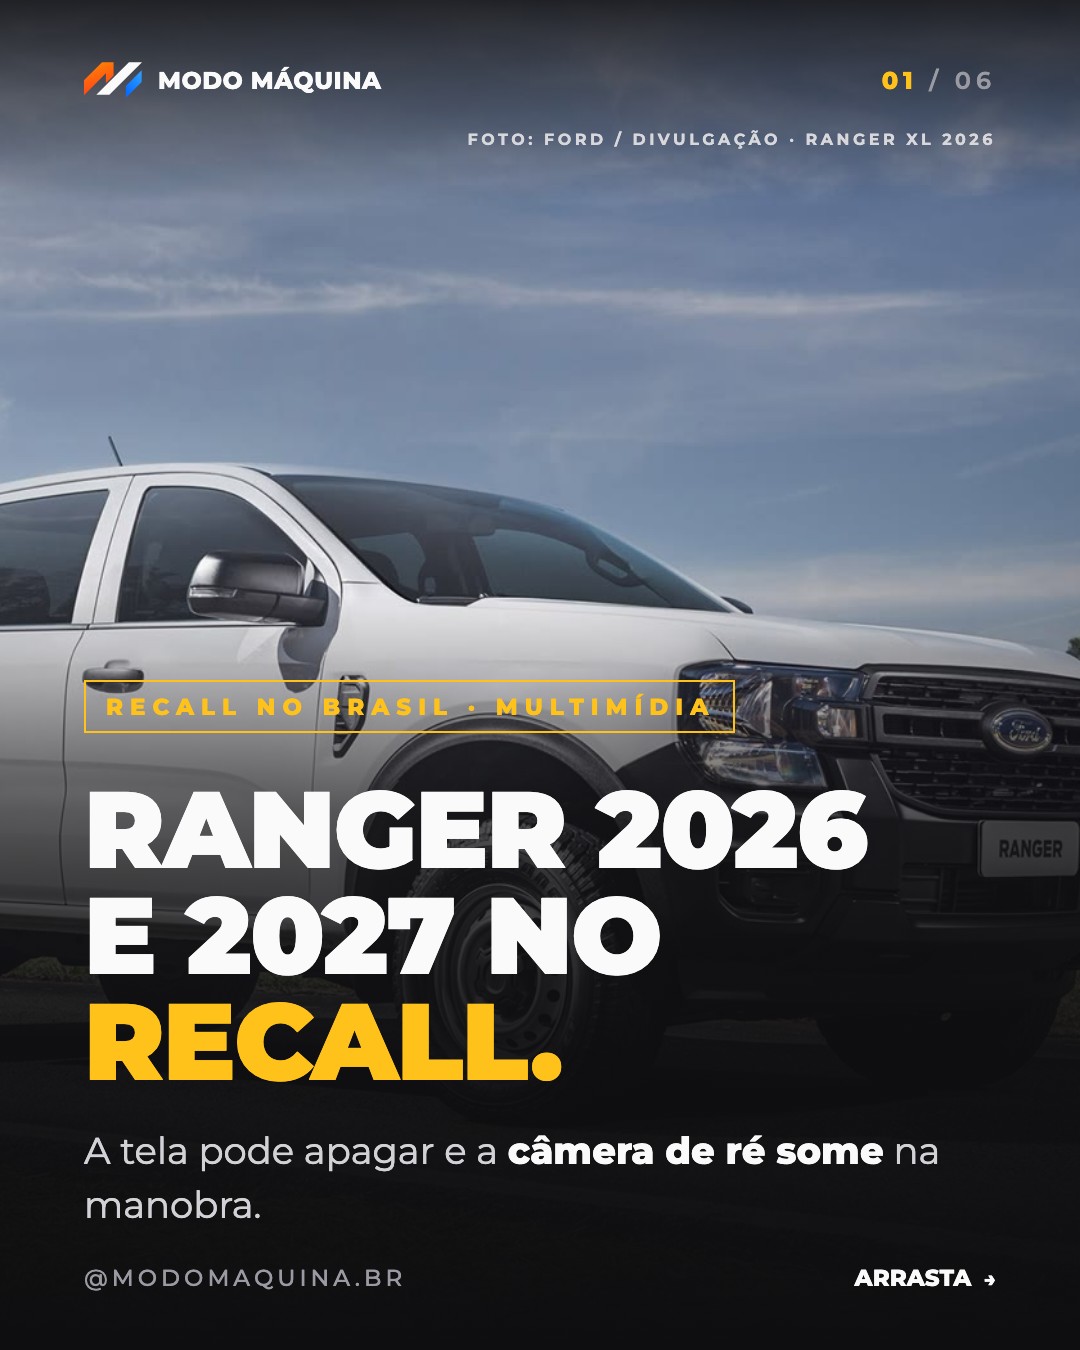 MODO MÁQUINA
01 / 06
FOTO: FORD / DIVULGAÇÃO · RANGER XL 2026
RECALL NO BRASIL · MULTIMÍDIA
Ford
RANGER
RANGER 2026
E 2027 NO
RECALL.
A tela pode apagar e a câmera de ré some na
manobra.
@MODOMAQUINA.BR
ARRASTA →